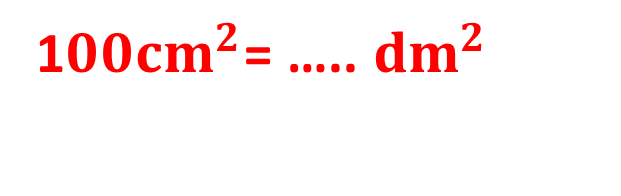 100cm²= ..... dm²